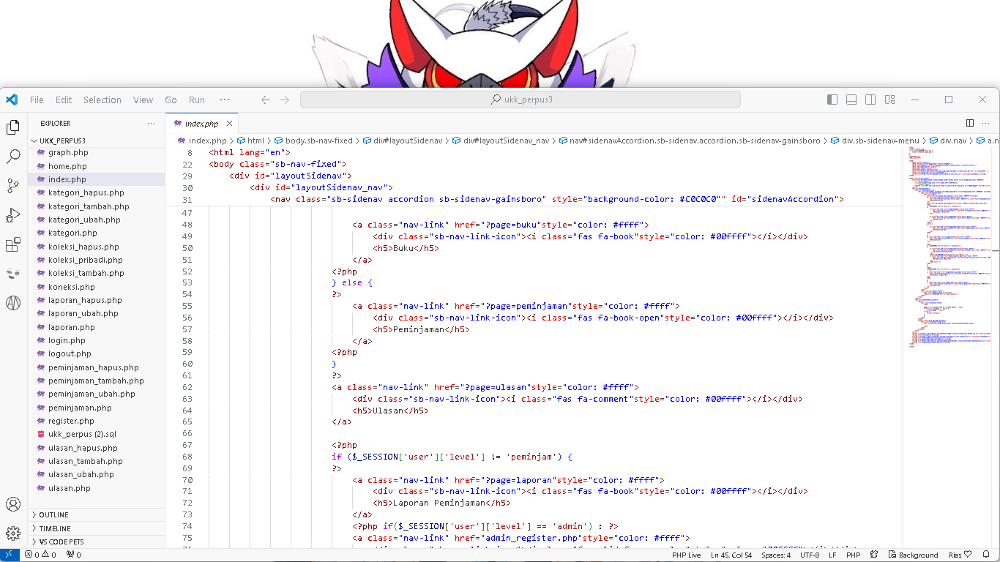 File Edit Selection View Go Run ··· ukk_perpus3
EXPLORER ···
UKK_PERPUS3
graph.php
home.php
index.php
kategori_hapus.php
kategori_tambah.php
kategori_ubah.php
kategori.php
koleksi_hapus.php
koleksi_pribadi.php
koleksi_tambah.php
koneksi.php
laporan_hapus.php
laporan_ubah.php
laporan.php
login.php
logout.php
peminjaman_hapus.php
peminjaman_tambah.php
peminjaman_ubah.php
peminjaman.php
register.php
ukk_perpus (2).sql
ulasan_hapus.php
ulasan_tambah.php
ulasan_ubah.php
ulasan.php
OUTLINE
TIMELINE
VS CODE PETS
index.php
index.php > html > body.sb-nav-fixed > div#layoutSidenav > div#layoutSidenav_nav > nav#sidenavAccordion.sb-sidenav.accordion.sb-sidenav-gainsboro > div.sb-sidenav-menu > div.nav > a.n
8 <html lang="en">
22 <body class="sb-nav-fixed">
29 <div id="layoutSidenav">
30 <div id="layoutSidenav_nav">
31 <nav class="sb-sidenav accordion sb-sidenav-gainsboro" style="background-color: #C0C0C0"" id="sidenavAccordion">
47
48 <a class="nav-link" href="?page=buku"style="color: #ffff">
49 <div class="sb-nav-link-icon"><i class="fas fa-book"style="color: #00ffff"></i></div>
50 <h5>Buku</h5>
51 </a>
52 <?php
53 } else {
54 ?>
55 <a class="nav-link" href="?page=peminjaman"style="color: #ffff">
56 <div class="sb-nav-link-icon"><i class="fas fa-book-open"style="color: #00ffff"></i></div>
57 <h5>Peminjaman</h5>
58 </a>
59 <?php
60 }
61 ?>
62 <a class="nav-link" href="?page=ulasan"style="color: #ffff">
63 <div class="sb-nav-link-icon"><i class="fas fa-comment"style="color: #00ffff"></i></div>
64 <h5>Ulasan</h5>
65 </a>
66
67 <?php
68 if ($_SESSION['user']['level'] != 'peminjam') {
69 ?>
70 <a class="nav-link" href="?page=laporan"style="color: #ffff">
71 <div class="sb-nav-link-icon"><i class="fas fa-book"style="color: #00ffff"></i></div>
72 <h5>Laporan Peminjaman</h5>
73 </a>
74 <?php if($_SESSION['user']['level'] == 'admin') : ?>
75 <a class="nav-link" href="admin_register.php"style="color: #ffff">
0 0 0 PHP Live Ln 45, Col 54 Spaces: 4 UTF-8 LF PHP Background Rias